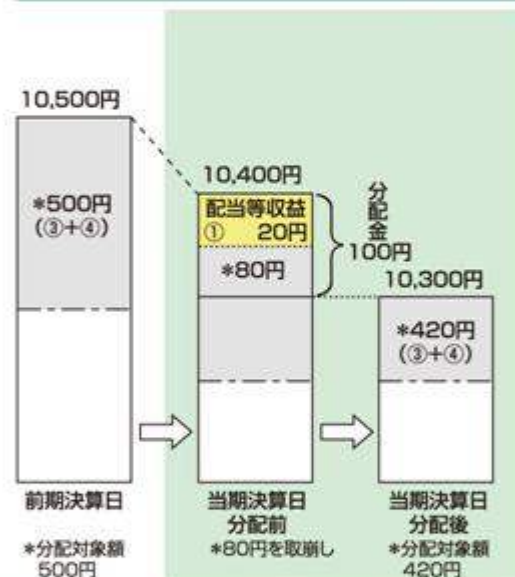 10,500円
*500円
(③+④)
10,400円
配当等収益
① 20円
*80円
分配金
100円
10,300円
*420円
(③+④)
前期決算日
*分配対象額
500円
当期決算日
分配前
*80円を取崩し
当期決算日
分配後
*分配対象額
420円